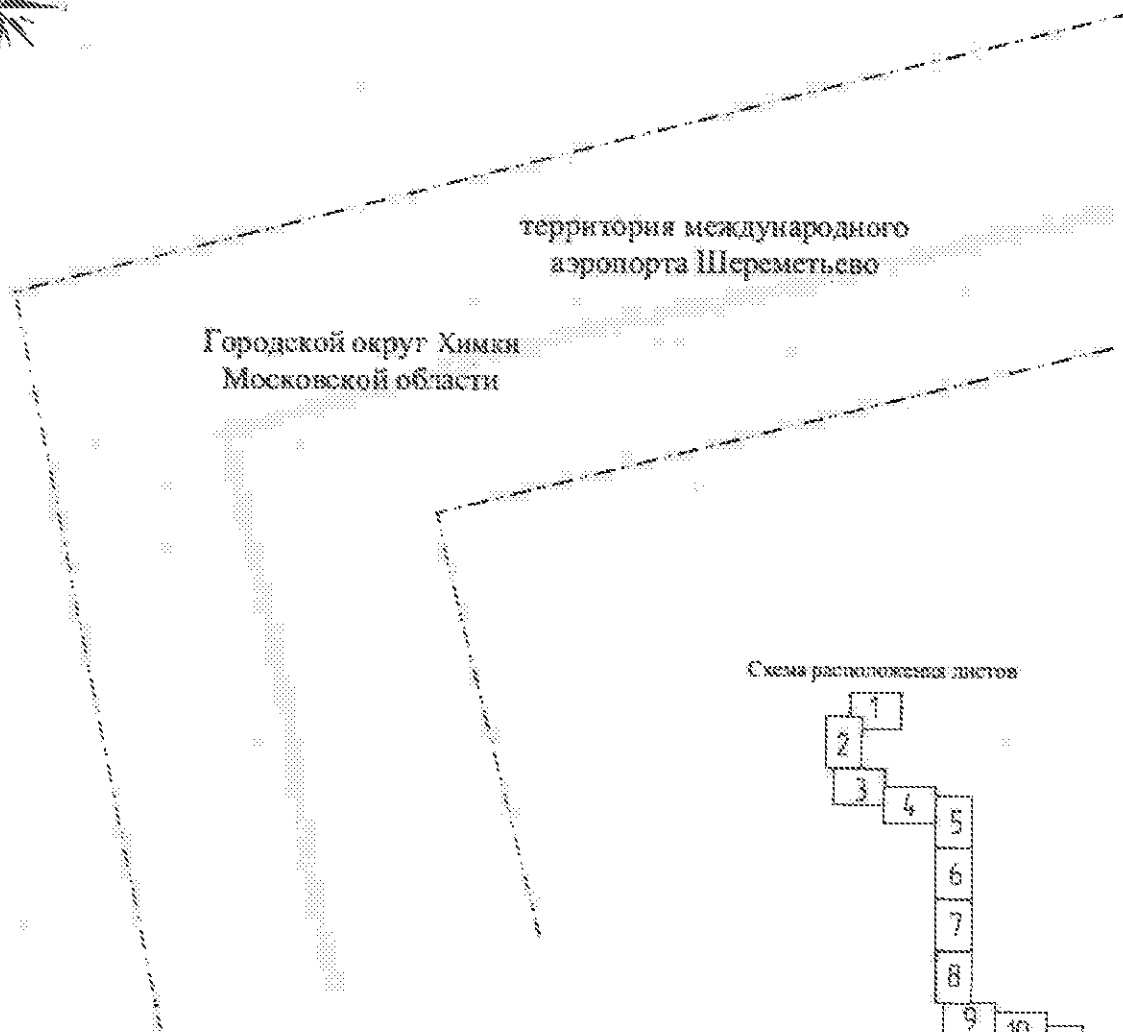 территория международного
аэропорта Шереметьево
Городской округ Химки
Московской области
Схема расположения листов
1
2
3
4
5
6
7
8
9
10